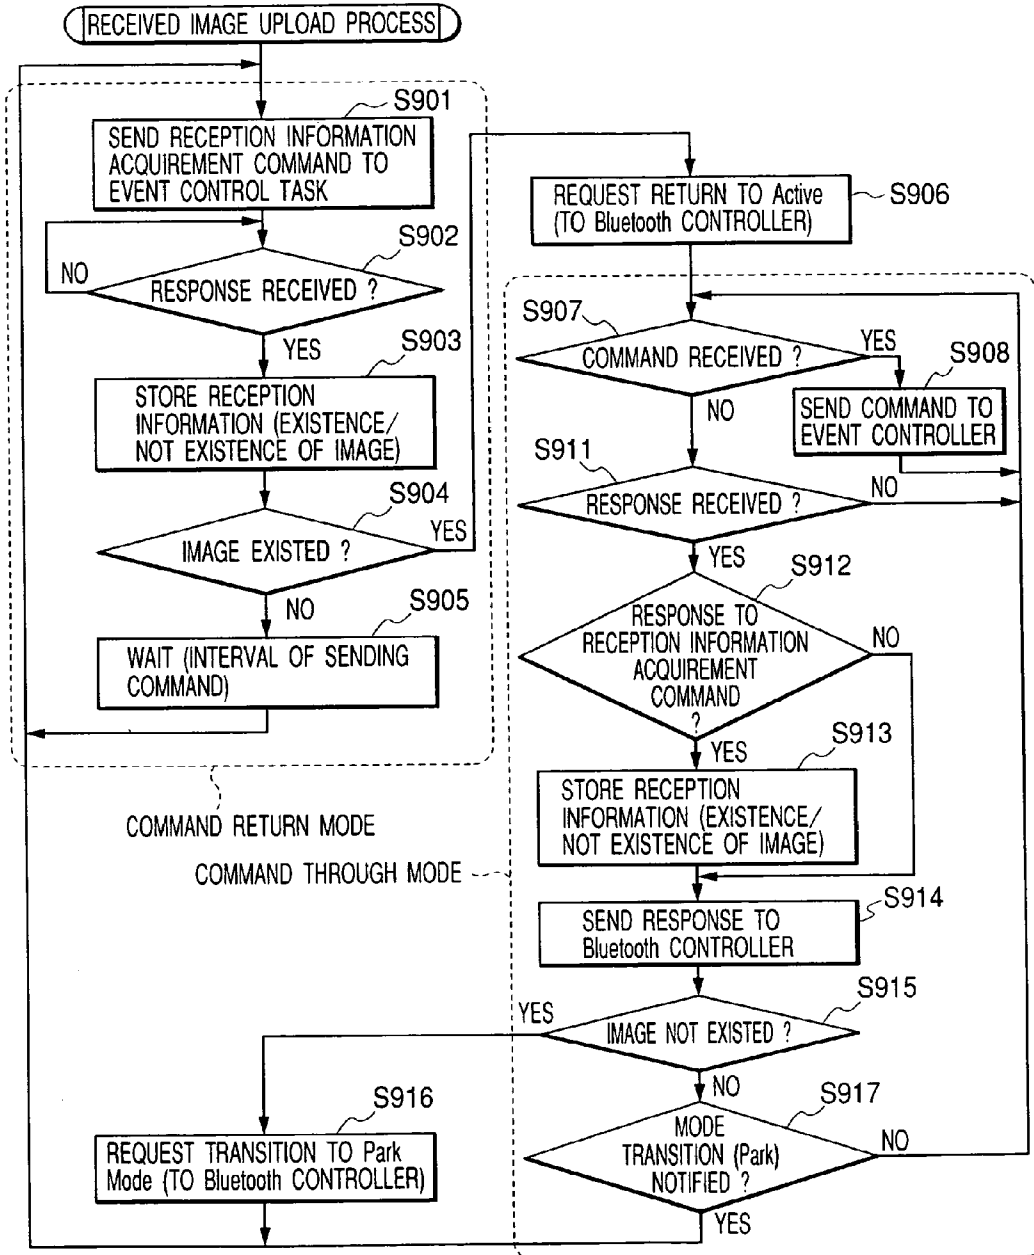 RECEIVED IMAGE UPLOAD PROCESS
S901
SEND RECEPTION INFORMATION
ACQUIREMENT COMMAND TO
EVENT CONTROL TASK
S902
NO
RESPONSE RECEIVED ?
YES
S903
STORE RECEPTION
INFORMATION (EXISTENCE/
NOT EXISTENCE OF IMAGE)
S904
YES
IMAGE EXISTED ?
NO
S905
WAIT (INTERVAL OF SENDING
COMMAND)
COMMAND RETURN MODE
COMMAND THROUGH MODE
REQUEST RETURN TO Active
(TO Bluetooth CONTROLLER)
S906
S907
COMMAND RECEIVED ?
YES
S908
SEND COMMAND TO
EVENT CONTROLLER
NO
S911
RESPONSE RECEIVED ?
NO
YES
S912
RESPONSE TO
RECEPTION INFORMATION
ACQUIREMENT
COMMAND
?
NO
YES
S913
STORE RECEPTION
INFORMATION (EXISTENCE/
NOT EXISTENCE OF IMAGE)
S914
SEND RESPONSE TO
Bluetooth CONTROLLER
S915
YES
IMAGE NOT EXISTED ?
NO
S916
REQUEST TRANSITION TO Park
Mode (TO Bluetooth CONTROLLER)
S917
MODE
TRANSITION (Park)
NOTIFIED ?
NO
YES